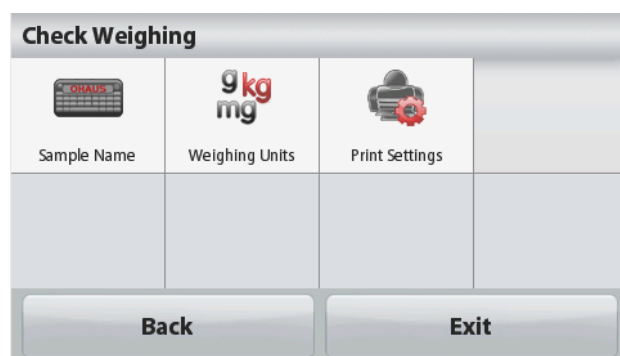 Check Weighing
OHAUS
g kg
mg
Sample Name Weighing Units Print Settings
Back Exit